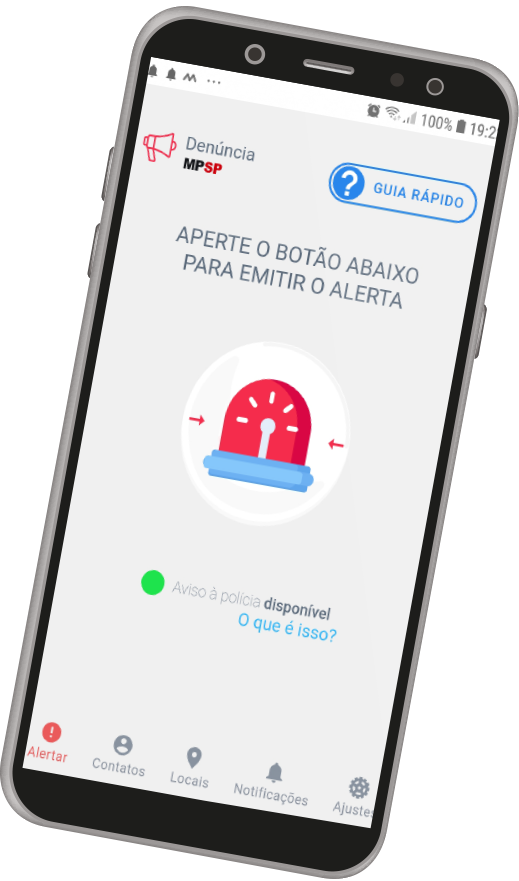 100% 19:2
Denúncia
MPSP
? GUIA RÁPIDO
APERTE O BOTÃO ABAIXO
PARA EMITIR O ALERTA
Aviso à polícia disponível
O que é isso?
Alertar
Contatos
Locais
Notificações
Ajustes